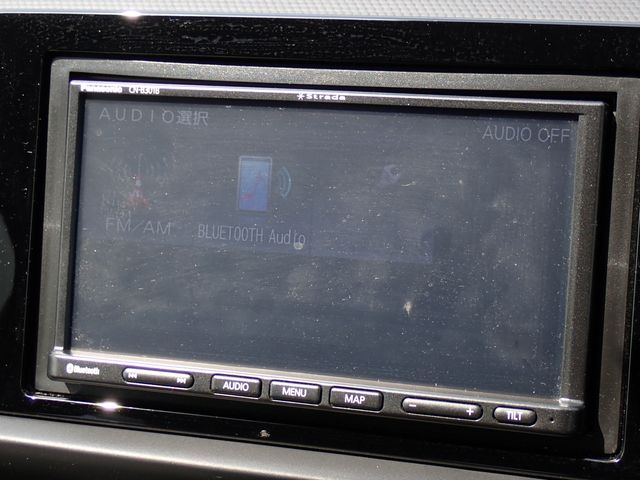 Panasonic CN-B301B
Strada
AUDIO選択
AUDIO OFF
FM/AM
BLUETOOTH Audio
Bluetooth
AUDIO
MENU
MAP
− +
TILT